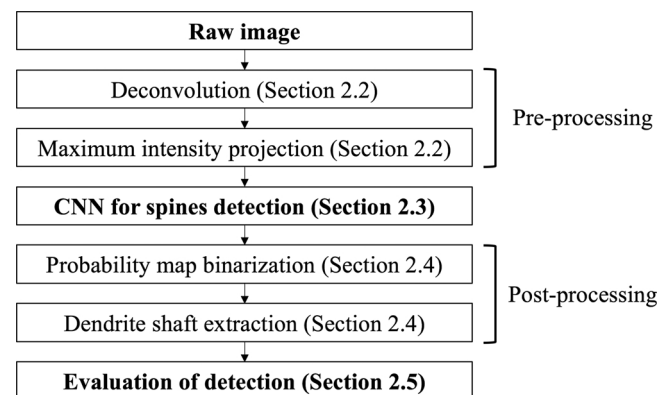 Raw image
Deconvolution (Section 2.2)
Pre-processing
Maximum intensity projection (Section 2.2)
CNN for spines detection (Section 2.3)
Probability map binarization (Section 2.4)
Post-processing
Dendrite shaft extraction (Section 2.4)
Evaluation of detection (Section 2.5)